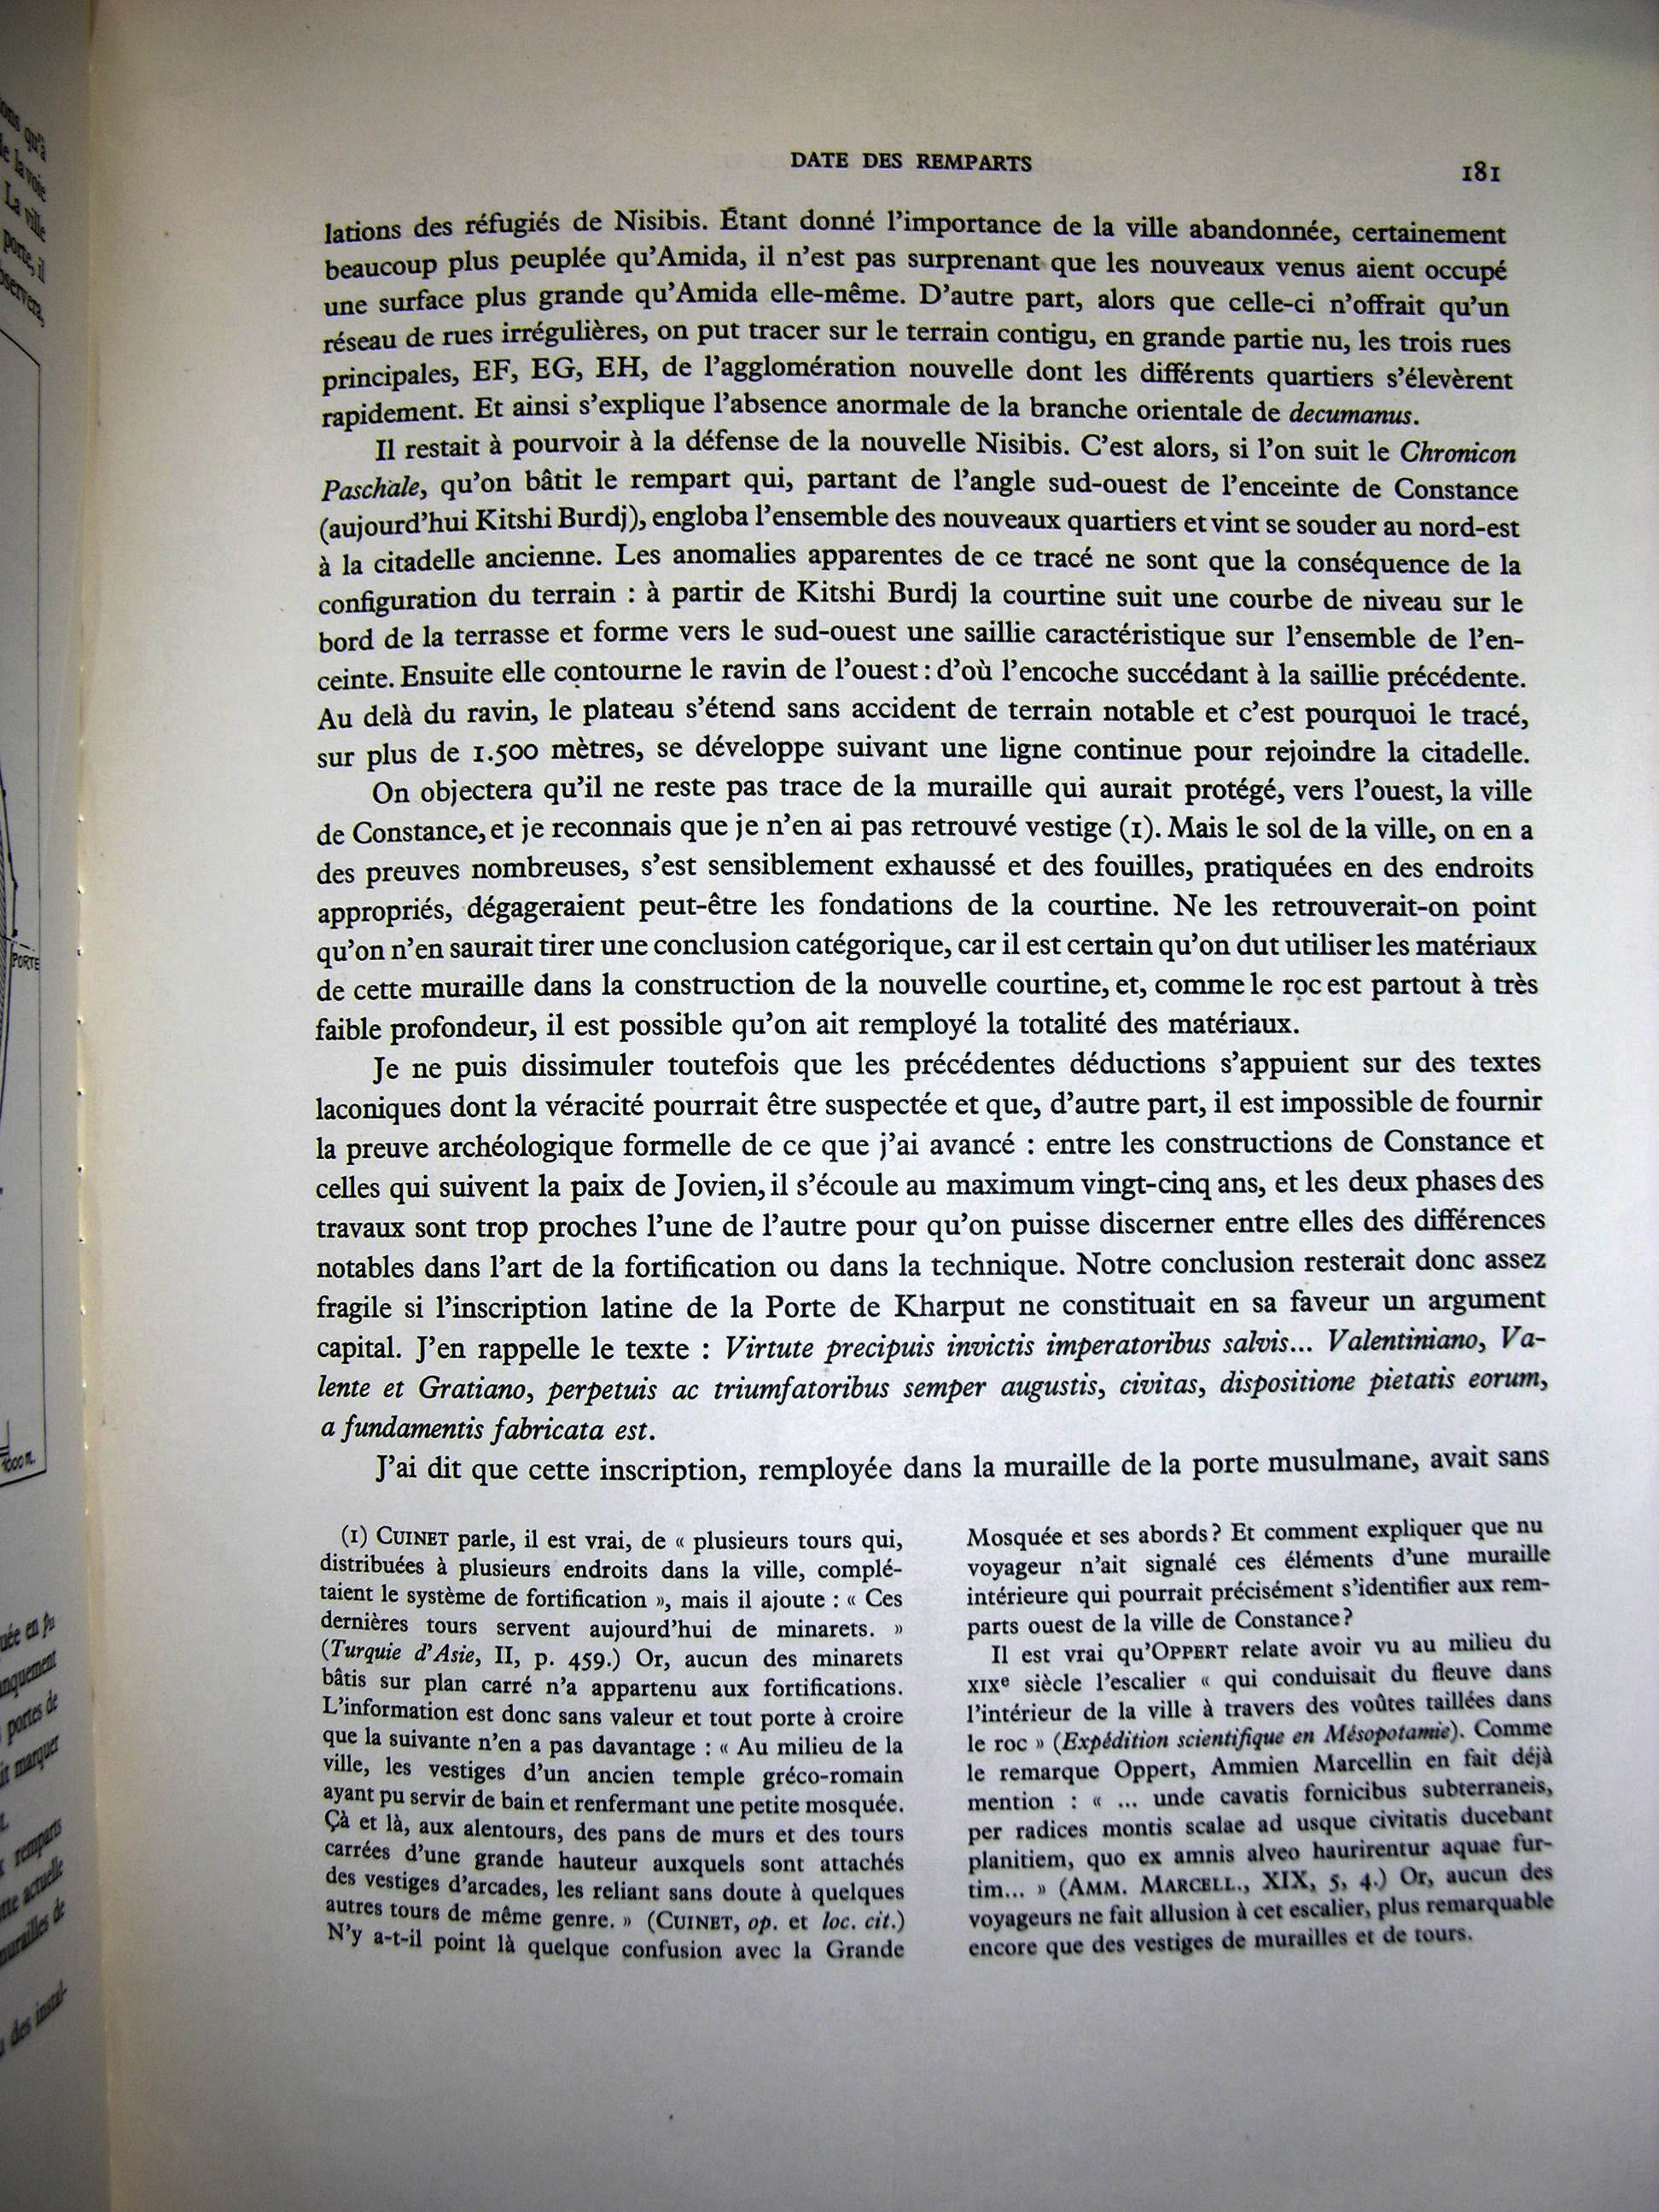 DATE DES REMPARTS
181
lations des réfugiés de Nisibis. Étant donné l'importance de la ville abandonnée, certainement
beaucoup plus peuplée qu'Amida, il n'est pas surprenant que les nouveaux venus aient occupé
une surface plus grande qu'Amida elle-même. D'autre part, alors que celle-ci n'offrait qu'un
réseau de rues irrégulières, on put tracer sur le terrain contigu, en grande partie nu, les trois rues
principales, EF, EG, EH, de l'agglomération nouvelle dont les différents quartiers s'élevèrent
rapidement. Et ainsi s'explique l'absence anormale de la branche orientale de decumanus.
Il restait à pourvoir à la défense de la nouvelle Nisibis. C'est alors, si l'on suit le Chronicon
Paschale, qu'on bâtit le rempart qui, partant de l'angle sud-ouest de l'enceinte de Constance
(aujourd'hui Kitshi Burdj), engloba l'ensemble des nouveaux quartiers et vint se souder au nord-est
à la citadelle ancienne. Les anomalies apparentes de ce tracé ne sont que la conséquence de la
configuration du terrain : à partir de Kitshi Burdj la courtine suit une courbe de niveau sur le
bord de la terrasse et forme vers le sud-ouest une saillie caractéristique sur l'ensemble de l'en-
ceinte. Ensuite elle contourne le ravin de l'ouest : d'où l'encoche succédant à la saillie précédente.
Au delà du ravin, le plateau s'étend sans accident de terrain notable et c'est pourquoi le tracé,
sur plus de 1.500 mètres, se développe suivant une ligne continue pour rejoindre la citadelle.
On objectera qu'il ne reste pas trace de la muraille qui aurait protégé, vers l'ouest, la ville
de Constance, et je reconnais que je n'en ai pas retrouvé vestige (1). Mais le sol de la ville, on en a
des preuves nombreuses, s'est sensiblement exhaussé et des fouilles, pratiquées en des endroits
appropriés, dégageraient peut-être les fondations de la courtine. Ne les retrouverait-on point
qu'on n'en saurait tirer une conclusion catégorique, car il est certain qu'on dut utiliser les matériaux
de cette muraille dans la construction de la nouvelle courtine, et, comme le roc est partout à très
faible profondeur, il est possible qu'on ait remployé la totalité des matériaux.
Je ne puis dissimuler toutefois que les précédentes déductions s'appuient sur des textes
laconiques dont la véracité pourrait être suspectée et que, d'autre part, il est impossible de fournir
la preuve archéologique formelle de ce que j'ai avancé : entre les constructions de Constance et
celles qui suivent la paix de Jovien, il s'écoule au maximum vingt-cinq ans, et les deux phases des
travaux sont trop proches l'une de l'autre pour qu'on puisse discerner entre elles des différences
notables dans l'art de la fortification ou dans la technique. Notre conclusion resterait donc assez
fragile si l'inscription latine de la Porte de Kharput ne constituait en sa faveur un argument
capital. J'en rappelle le texte : Virtute precipuis invictis imperatoribus salvis... Valentiniano, Va-
lente et Gratiano, perpetuis ac triumfatoribus semper augustis, civitas, dispositione pietatis eorum,
a fundamentis fabricata est.
J'ai dit que cette inscription, remployée dans la muraille de la porte musulmane, avait sans
(1) CUINET parle, il est vrai, de « plusieurs tours qui,
distribuées à plusieurs endroits dans la ville, complé-
taient le système de fortification », mais il ajoute : « Ces
dernières tours servent aujourd'hui de minarets. »
(Turquie d'Asie, II, p. 459.) Or, aucun des minarets
bâtis sur plan carré n'a appartenu aux fortifications.
L'information est donc sans valeur et tout porte à croire
que la suivante n'en a pas davantage : « Au milieu de la
ville, les vestiges d'un ancien temple gréco-romain
ayant pu servir de bain et renfermant une petite mosquée.
Çà et là, aux alentours, des pans de murs et des tours
carrées d'une grande hauteur auxquels sont attachés
des vestiges d'arcades, les reliant sans doute à quelques
autres tours de même genre. » (CUINET, op. et loc. cit.)
N'y a-t-il point là quelque confusion avec la Grande
Mosquée et ses abords? Et comment expliquer que nu
voyageur n'ait signalé ces éléments d'une muraille
intérieure qui pourrait précisément s'identifier aux rem-
parts ouest de la ville de Constance?
Il est vrai qu'OPPERT relate avoir vu au milieu du
XIXe siècle l'escalier « qui conduisait du fleuve dans
l'intérieur de la ville à travers des voûtes taillées dans
le roc » (Expédition scientifique en Mésopotamie). Comme
le remarque Oppert, Ammien Marcellin en fait déjà
mention : « ... unde cavatis fornicibus subterraneis,
per radices montis scalae ad usque civitatis ducebant
planitiem, quo ex amnis alveo haurirentur aquae fur-
tim... » (AMM. MARCELL., XIX, 5, 4.) Or, aucun des
voyageurs ne fait allusion à cet escalier, plus remarquable
encore que des vestiges de murailles et de tours.
ons qu'à
de la voie
La ville
porte, il
observera,
PORTE
1000 m.
quée en
anquement
portes de
it marquer
remparts
tte actuelle
murailles de
des instal-